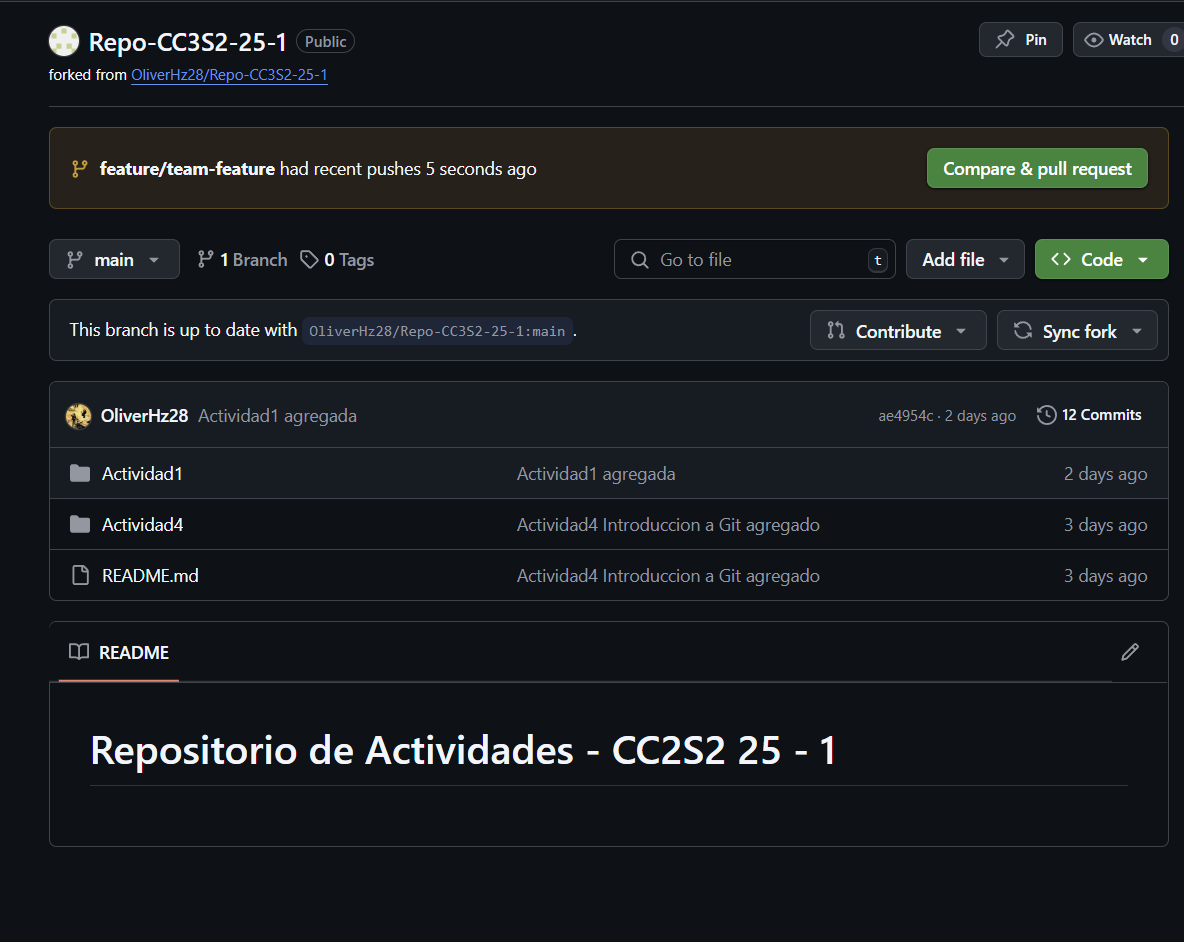 Repo-CC3S2-25-1 Public Pin Watch 0
forked from OliverHz28/Repo-CC3S2-25-1
feature/team-feature had recent pushes 5 seconds ago Compare & pull request
main 1 Branch 0 Tags Go to file t Add file <> Code
This branch is up to date with OliverHz28/Repo-CC3S2-25-1:main . Contribute Sync fork
OliverHz28 Actividad1 agregada ae4954c · 2 days ago 12 Commits
Actividad1 Actividad1 agregada 2 days ago
Actividad4 Actividad4 Introduccion a Git agregado 3 days ago
README.md Actividad4 Introduccion a Git agregado 3 days ago
README
Repositorio de Actividades - CC2S2 25 - 1